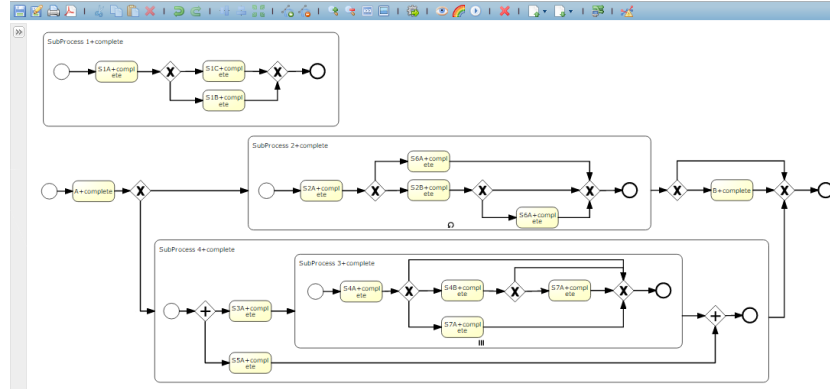 SubProcess 1+complete
S1A+compl
ete
S1C+compl
ete
S1B+compl
ete
SubProcess 2+complete
S6A+compl
ete
A+complete
S2A+compl
ete
S2B+compl
ete
B+complete
S6A+compl
ete
SubProcess 4+complete
SubProcess 3+complete
S4A+compl
ete
S4B+compl
ete
S7A+compl
ete
S3A+compl
ete
S7A+compl
ete
S5A+compl
ete